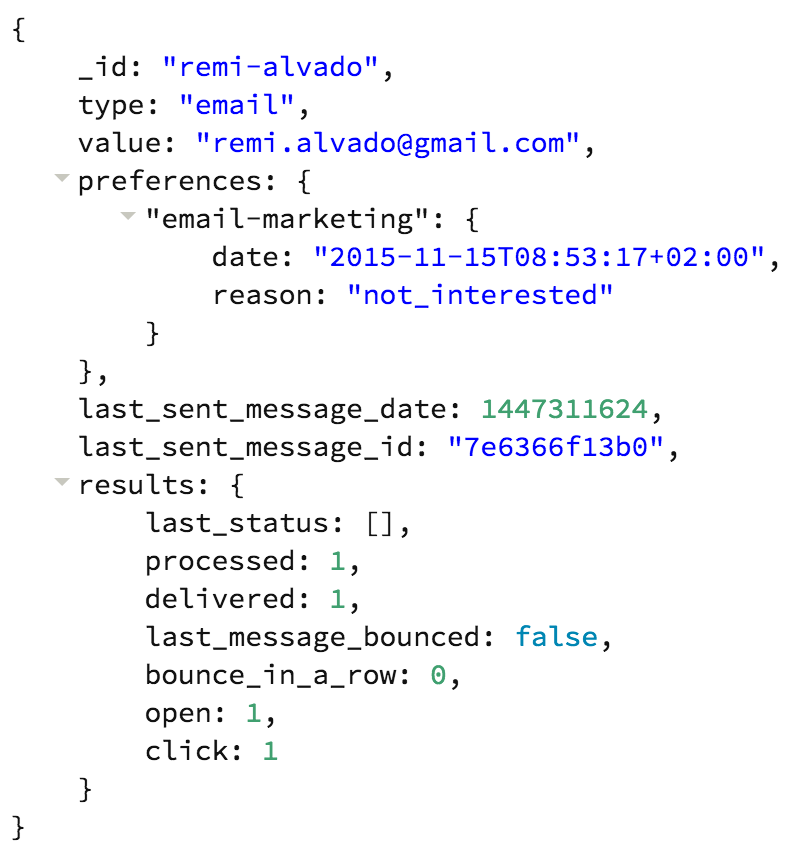 {
_id: "remi-alvado",
type: "email",
value: "remi.alvado@gmail.com",
preferences: {
"email-marketing": {
date: "2015-11-15T08:53:17+02:00",
reason: "not_interested"
}
},
last_sent_message_date: 1447311624,
last_sent_message_id: "7e6366f13b0",
results: {
last_status: [],
processed: 1,
delivered: 1,
last_message_bounced: false,
bounce_in_a_row: 0,
open: 1,
click: 1
}
}